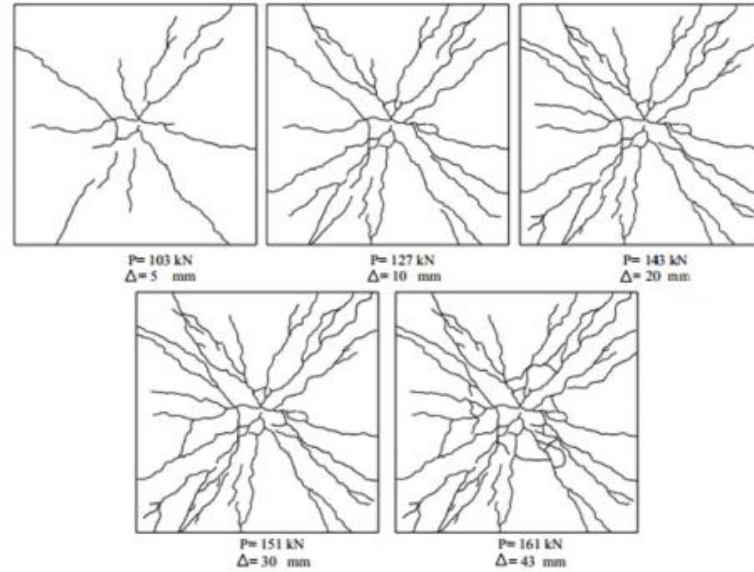 P= 103 kN
Δ= 5 mm
P= 127 kN
Δ= 10 mm
P= 143 kN
Δ= 20 mm
P= 151 kN
Δ= 30 mm
P= 161 kN
Δ= 43 mm